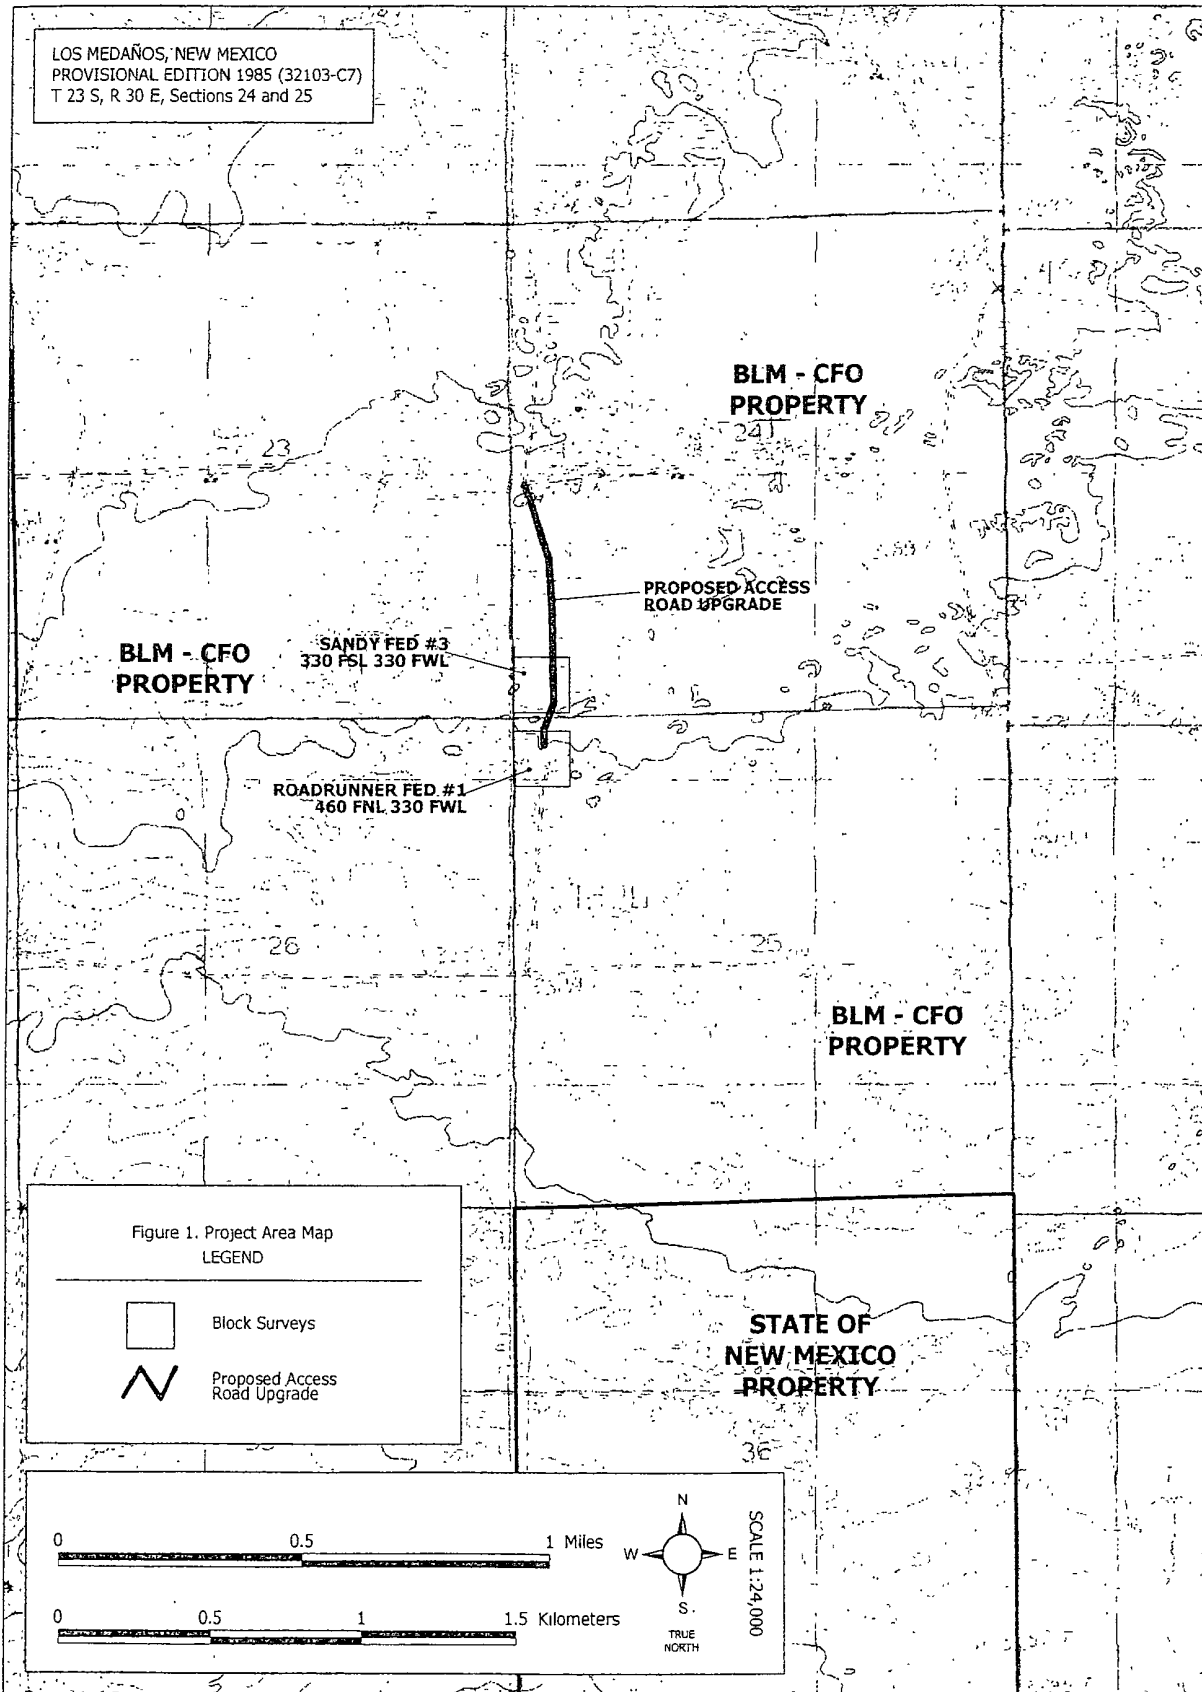 LOS MEDAÑOS, NEW MEXICO
PROVISIONAL EDITION 1985 (32103-C7)
T 23 S, R 30 E, Sections 24 and 25
BLM - CFO
PROPERTY
24
23
PROPOSED ACCESS
ROAD UPGRADE
SANDY FED #3
330 FSL 330 FWL
BLM - CFO
PROPERTY
ROADRUNNER FED #1
460 FNL 330 FWL
26
25
BLM - CFO
PROPERTY
Figure 1. Project Area Map
LEGEND
Block Surveys
Proposed Access
Road Upgrade
STATE OF
NEW MEXICO
PROPERTY
36
0 0.5 1 Miles
0 0.5 1 1.5 Kilometers
N
W E
S
TRUE
NORTH
SCALE 1:24,000